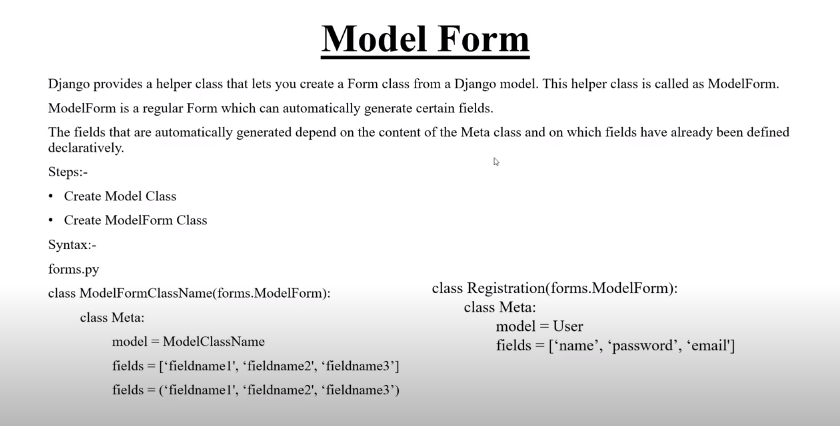 Model Form
Django provides a helper class that lets you create a Form class from a Django model. This helper class is called as ModelForm.
ModelForm is a regular Form which can automatically generate certain fields.
The fields that are automatically generated depend on the content of the Meta class and on which fields have already been defined
declaratively.
Steps:-
• Create Model Class
• Create ModelForm Class
Syntax:-
forms.py
class ModelFormClassName(forms.ModelForm):
class Meta:
model = ModelClassName
fields = [‘fieldname1', ‘fieldname2', ‘fieldname3’]
fields = (‘fieldname1', ‘fieldname2', ‘fieldname3’)
class Registration(forms.ModelForm):
class Meta:
model = User
fields = [‘name’, ‘password’, ‘email']